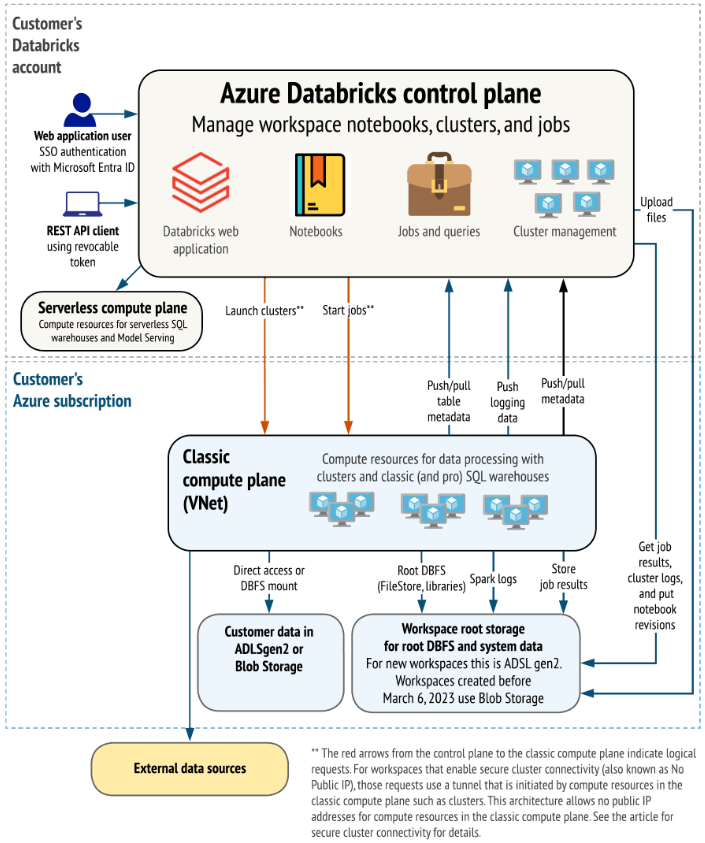 Customer's
Databricks
account
Azure Databricks control plane
Manage workspace notebooks, clusters, and jobs
Web application user
SSO authentication
with Microsoft Entra ID
REST API client
using revocable
token
Databricks web
application
Notebooks
Jobs and queries
Cluster management
Upload
files
Serverless compute plane
Compute resources for serverless SQL
warehouses and Model Serving
Launch clusters**
Start jobs**
Customer's
Azure subscription
Push/pull
table
metadata
Push
logging
data
Push/pull
metadata
Classic
compute plane
(VNet)
Compute resources for data processing with
clusters and classic (and pro) SQL warehouses
Direct access or
DBFS mount
Root DBFS
(FileStore, libraries)
Spark logs
Store
job results
Get job
results,
cluster logs,
and put
notebook
revisions
Customer data in
ADLSgen2 or
Blob Storage
Workspace root storage
for root DBFS and system data
For new workspaces this is ADSL gen2.
Workspaces created before
March 6, 2023 use Blob Storage
External data sources
** The red arrows from the control plane to the classic compute plane indicate logical
requests. For workspaces that enable secure cluster connectivity (also known as No
Public IP), those requests use a tunnel that is initiated by compute resources in the
classic compute plane such as clusters. This architecture allows no public IP
addresses for compute resources in the classic compute plane. See the article for
secure cluster connectivity for details.